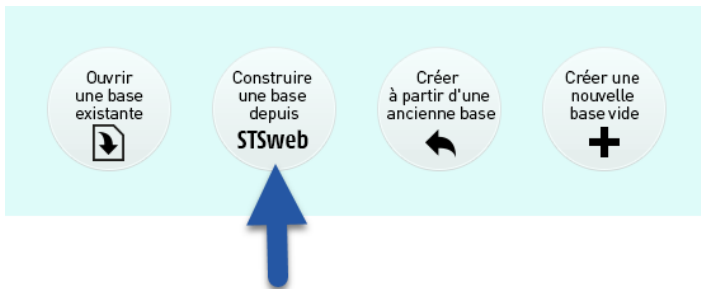 Ouvrir
une base
existante
Construire
une base
depuis
STSweb
Créer
à partir d'une
ancienne base
Créer une
nouvelle
base vide